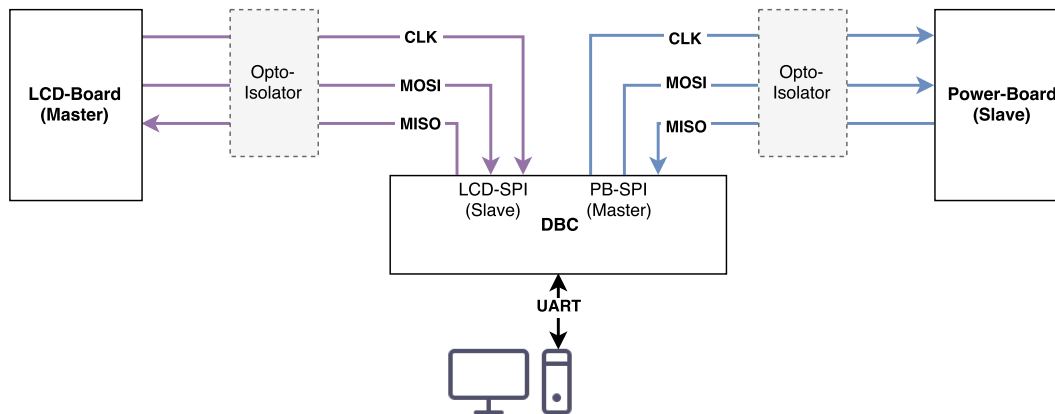 LCD-Board
(Master)
Opto-
Isolator
CLK
MOSI
MISO
CLK
MOSI
MISO
Opto-
Isolator
Power-Board
(Slave)
LCD-SPI
(Slave)
PB-SPI
(Master)
DBC
UART